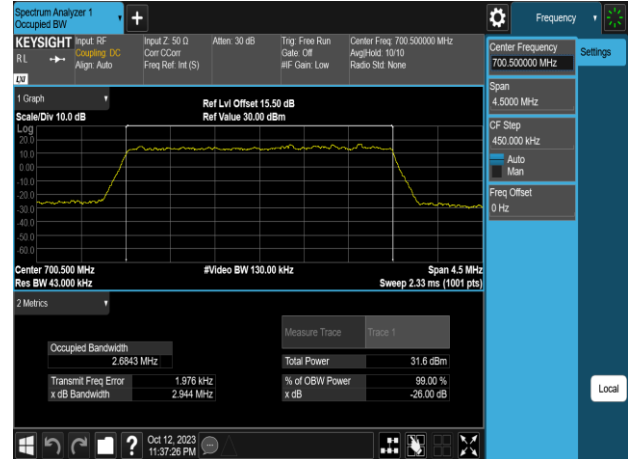 Spectrum Analyzer 1
Occupied BW
+
Frequency
KEYSIGHT
RL
LXI
Input: RF
Coupling: DC
Align: Auto
Input Z: 50 Ω
Corr CCorr
Freq Ref: Int (S)
Atten: 30 dB
Trig: Free Run
Gate: Off
#IF Gain: Low
Center Freq: 700.500000 MHz
Avg|Hold: 10/10
Radio Std: None
1 Graph
Scale/Div 10.0 dB
Ref Lvl Offset 15.50 dB
Ref Value 30.00 dBm
Log
20.0
10.0
0.00
-10.0
-20.0
-30.0
-40.0
-50.0
-60.0
Center 700.500 MHz
#Video BW 130.00 kHz
Span 4.5 MHz
Res BW 43.000 kHz
Sweep 2.33 ms (1001 pts)
2 Metrics
Measure Trace
Trace 1
Occupied Bandwidth
2.6843 MHz
Total Power
31.6 dBm
Transmit Freq Error
1.976 kHz
% of OBW Power
99.00 %
x dB Bandwidth
2.944 MHz
x dB
-26.00 dB
?
Oct 12, 2023
11:37:26 PM
Center Frequency
700.500000 MHz
Settings
Span
4.5000 MHz
CF Step
450.000 kHz
Auto
Man
Freq Offset
0 Hz
Local